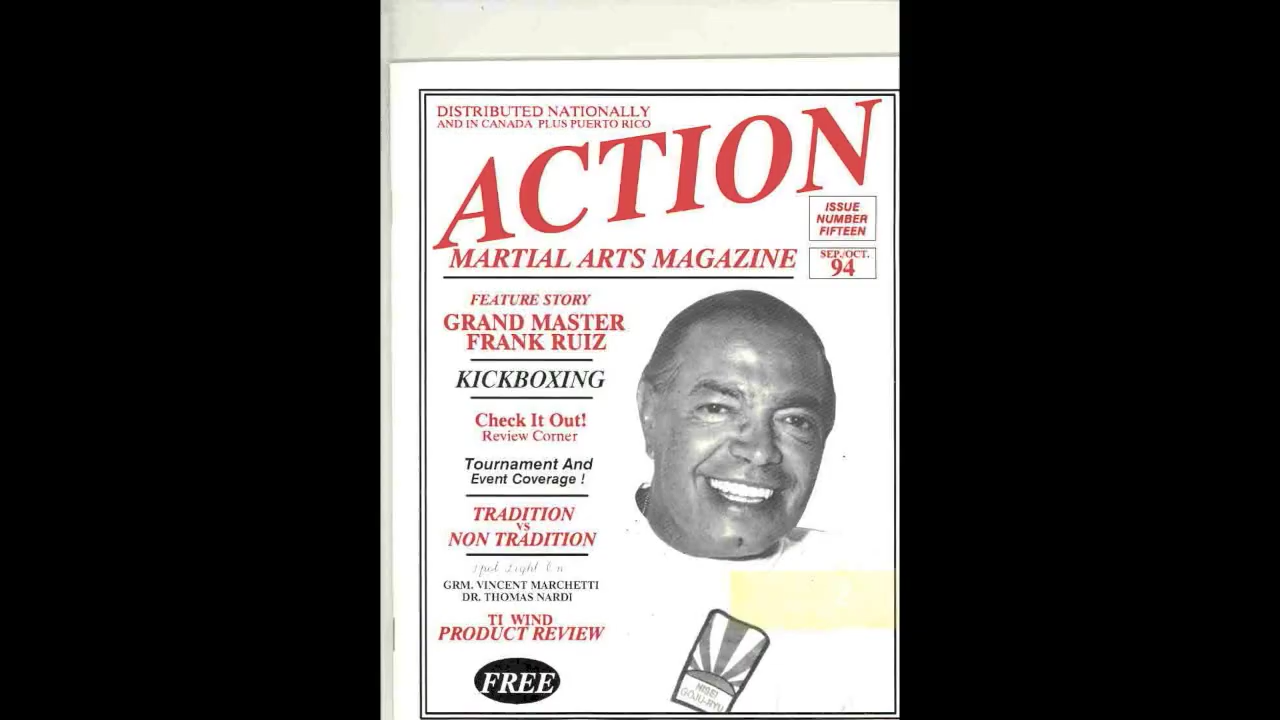 DISTRIBUTED NATIONALLY
AND IN CANADA PLUS PUERTO RICO
ACTION
ISSUE
NUMBER
FIFTEEN
MARTIAL ARTS MAGAZINE
SEP./OCT.
94
FEATURE STORY
GRAND MASTER
FRANK RUIZ
KICKBOXING
Check It Out!
Review Corner
Tournament And
Event Coverage !
TRADITION
VS
NON TRADITION
Spot Light On
GRM. VINCENT MARCHETTI
DR. THOMAS NARDI
TI WIND
PRODUCT REVIEW
FREE
NISEI
GOJU-RYU